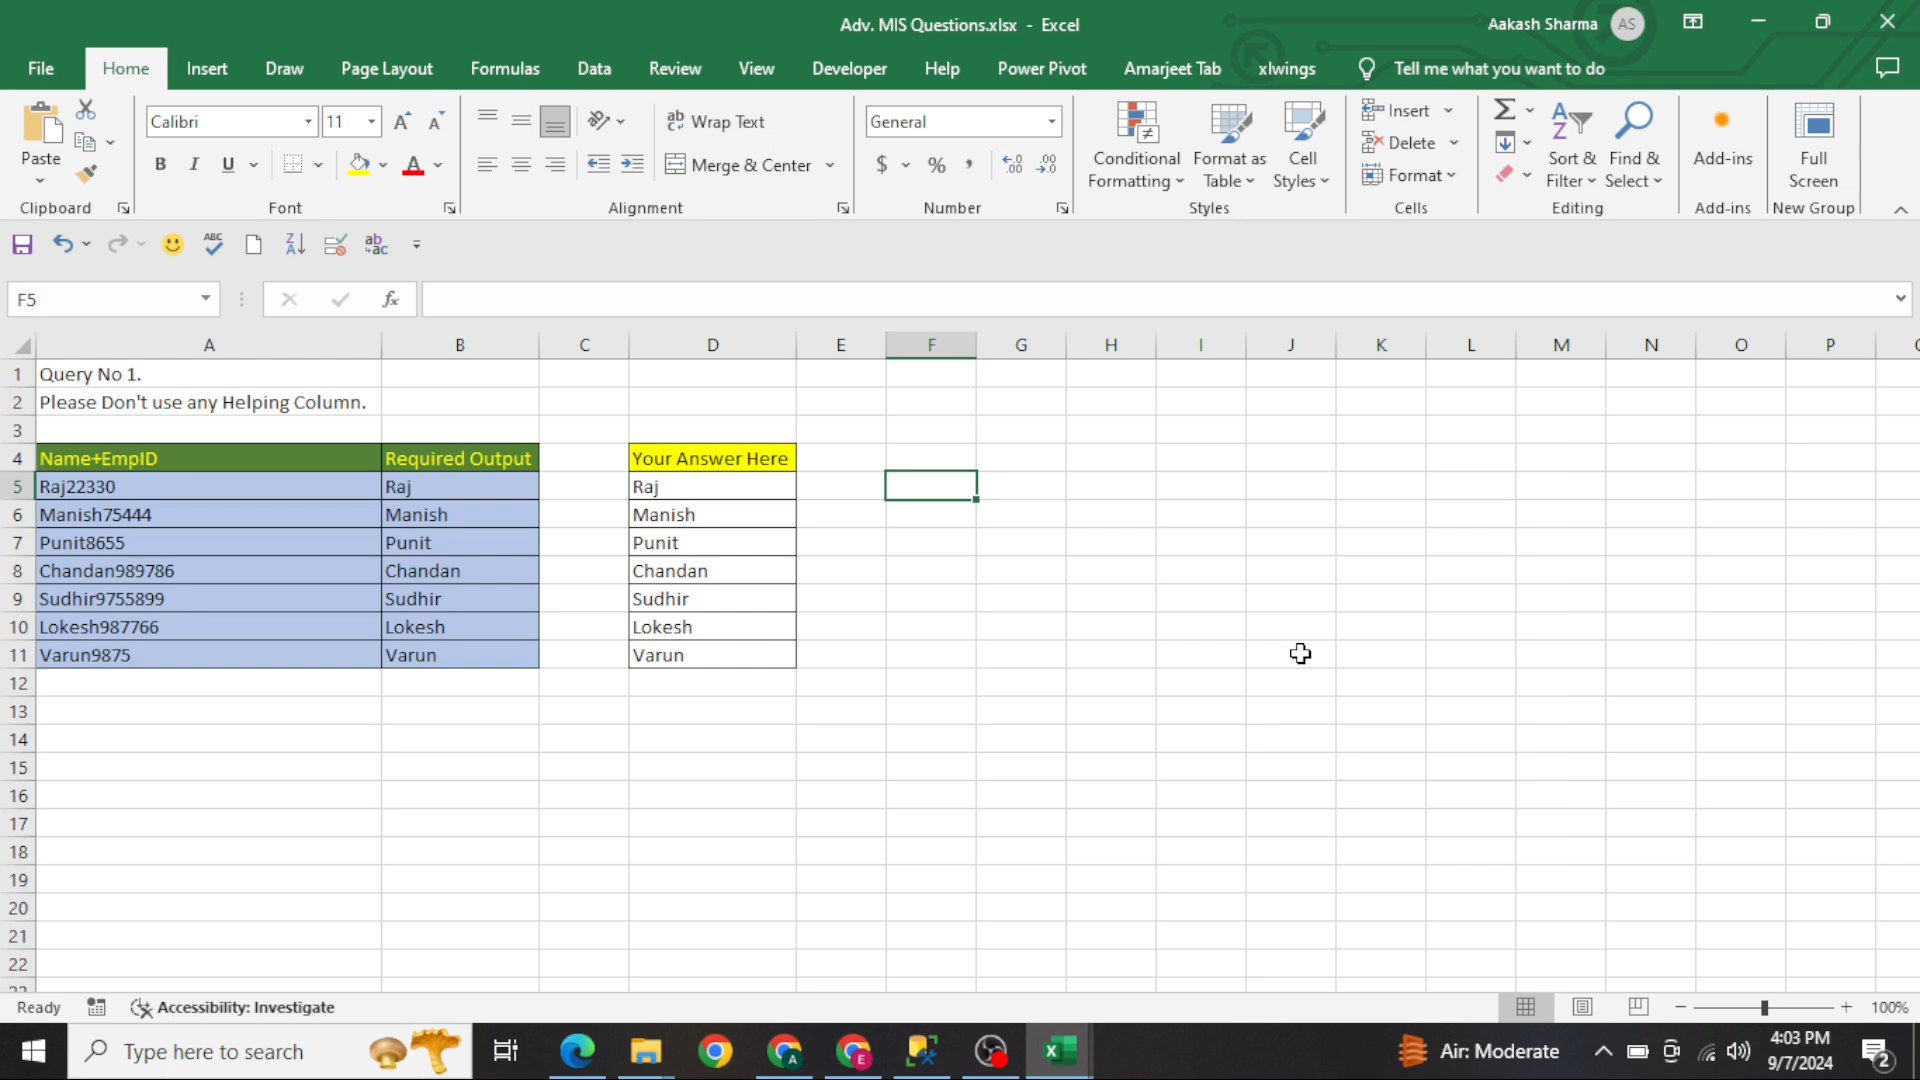 Adv. MIS Questions.xlsx - Excel
Aakash Sharma AS
File Home Insert Draw Page Layout Formulas Data Review View Developer Help Power Pivot Amarjeet Tab xlwings Tell me what you want to do
Paste
Clipboard
Calibri 11
B I U
Font
Wrap Text
Merge & Center
Alignment
General
$ % ,
Number
Conditional Formatting
Format as Table
Cell Styles
Styles
Insert
Delete
Format
Cells
Sort & Filter
Find & Select
Editing
Add-ins
Add-ins
Full Screen
New Group
F5 fx
A B C D E F G H I J K L M N O P
1 Query No 1.
2 Please Don't use any Helping Column.
3
4 Name+EmpID Required Output Your Answer Here
5 Raj22330 Raj Raj
6 Manish75444 Manish Manish
7 Punit8655 Punit Punit
8 Chandan989786 Chandan Chandan
9 Sudhir9755899 Sudhir Sudhir
10 Lokesh987766 Lokesh Lokesh
11 Varun9875 Varun Varun
12
13
14
15
16
17
18
19
20
21
22
Ready Accessibility: Investigate 100%
Type here to search Air: Moderate 4:03 PM
9/7/2024 2